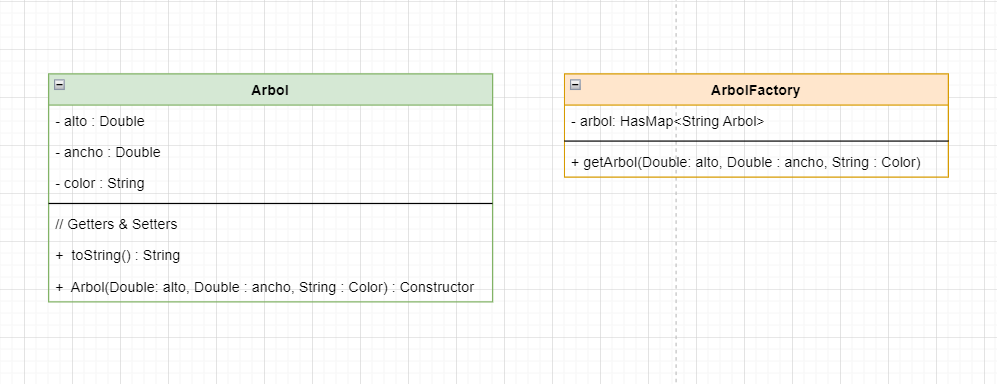 Arbol
- alto : Double
- ancho : Double
- color : String
// Getters & Setters
+ toString() : String
+ Arbol(Double: alto, Double : ancho, String : Color) : Constructor
ArbolFactory
- arbol: HasMap<String Arbol>
+ getArbol(Double: alto, Double : ancho, String : Color)